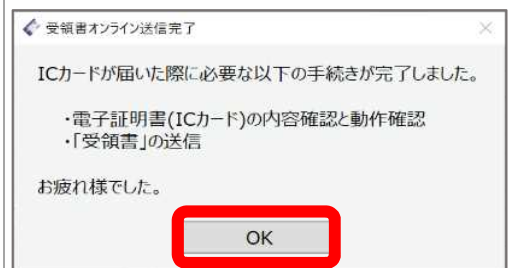 受領書オンライン送信完了
ICカードが届いた際に必要な以下の手続きが完了しました。
・電子証明書(ICカード)の内容確認と動作確認
・「受領書」の送信
お疲れ様でした。
OK